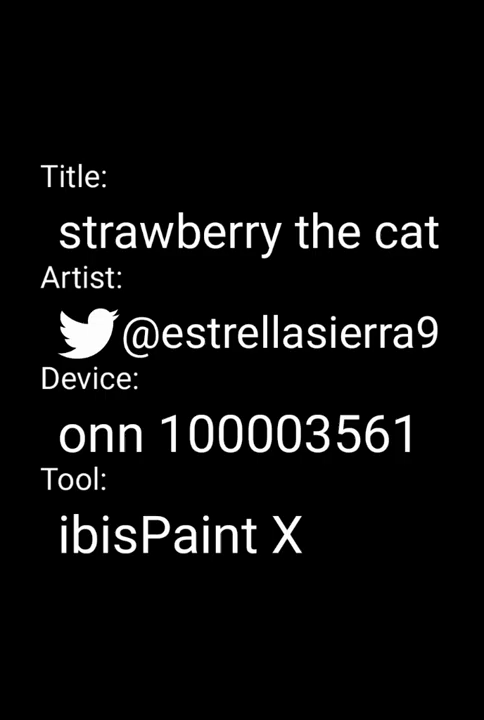 Title:
strawberry the cat
Artist:
@estrellasierra9
Device:
onn 100003561
Tool:
ibisPaint X